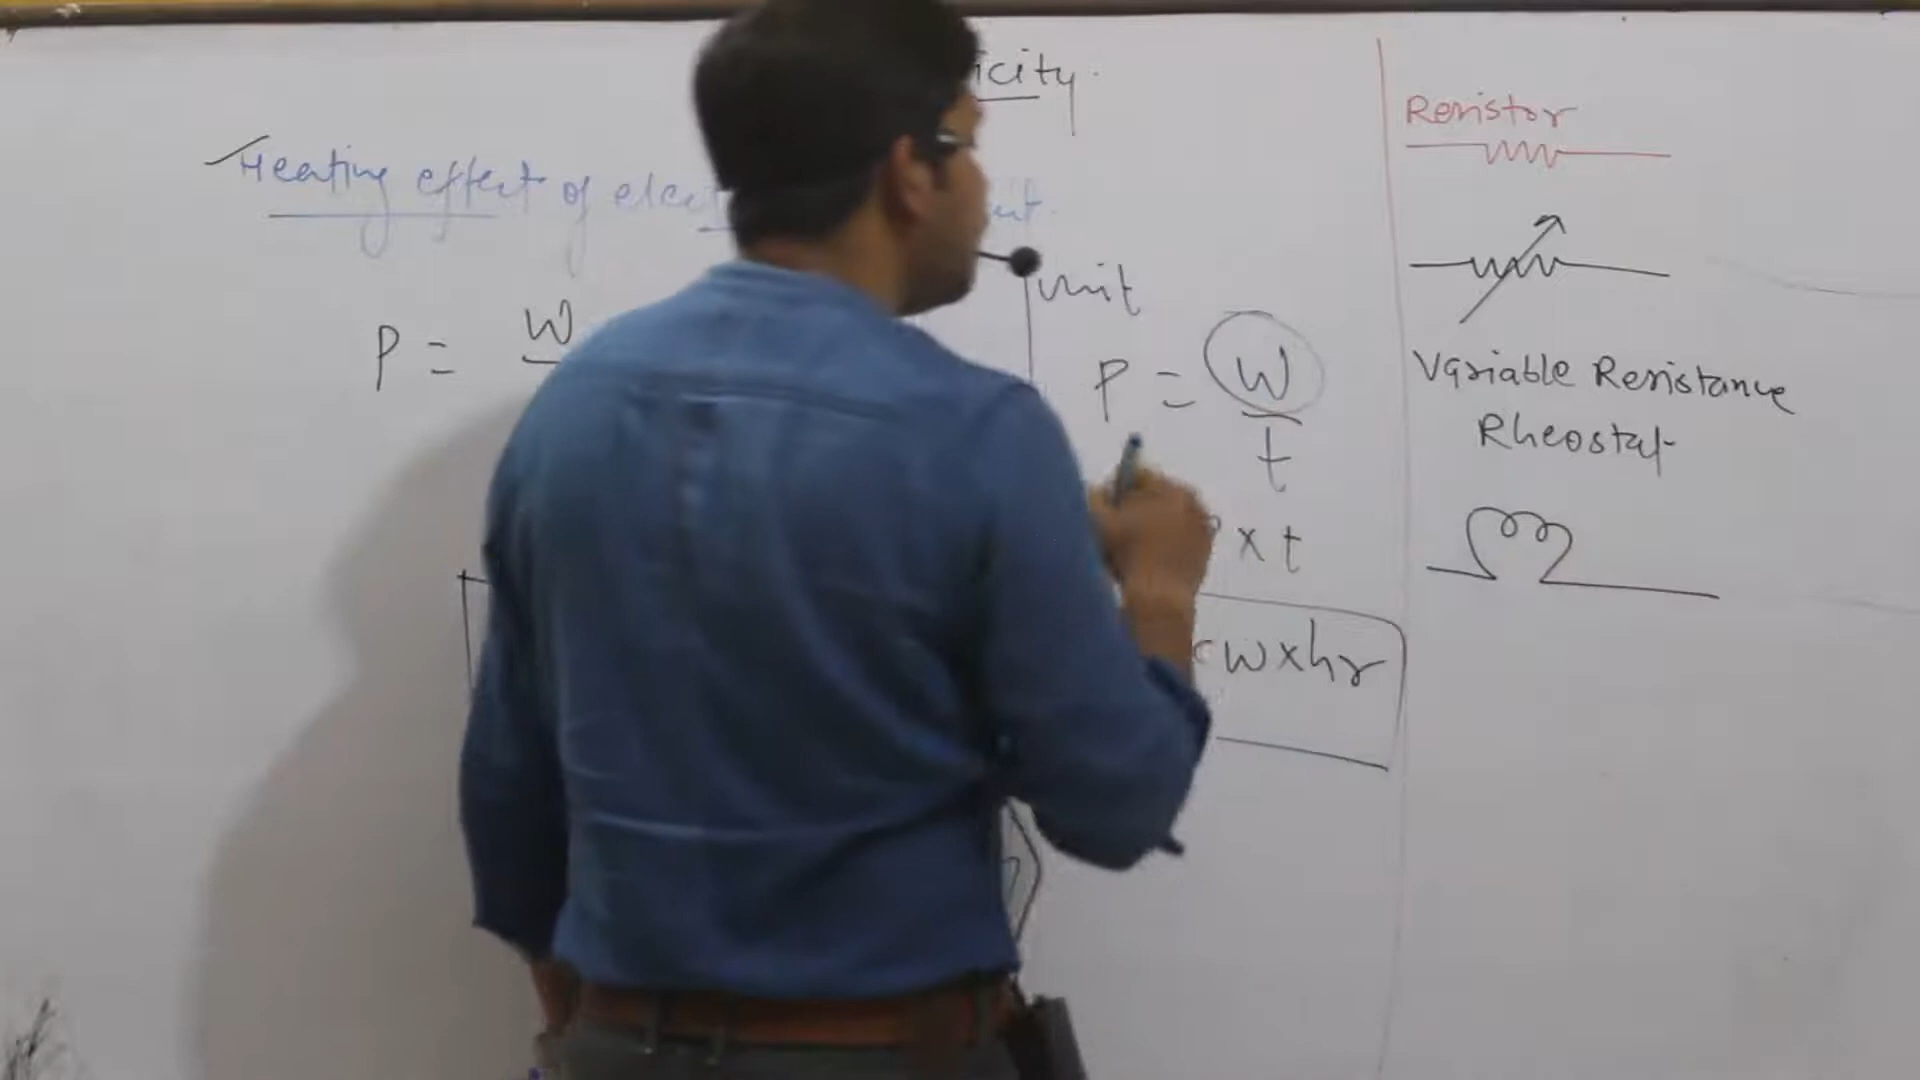 icity.
Heating effect of elec
P = W
unit
P = W
t
x t
W x hr
Resistor
Variable Resistance
Rheostat